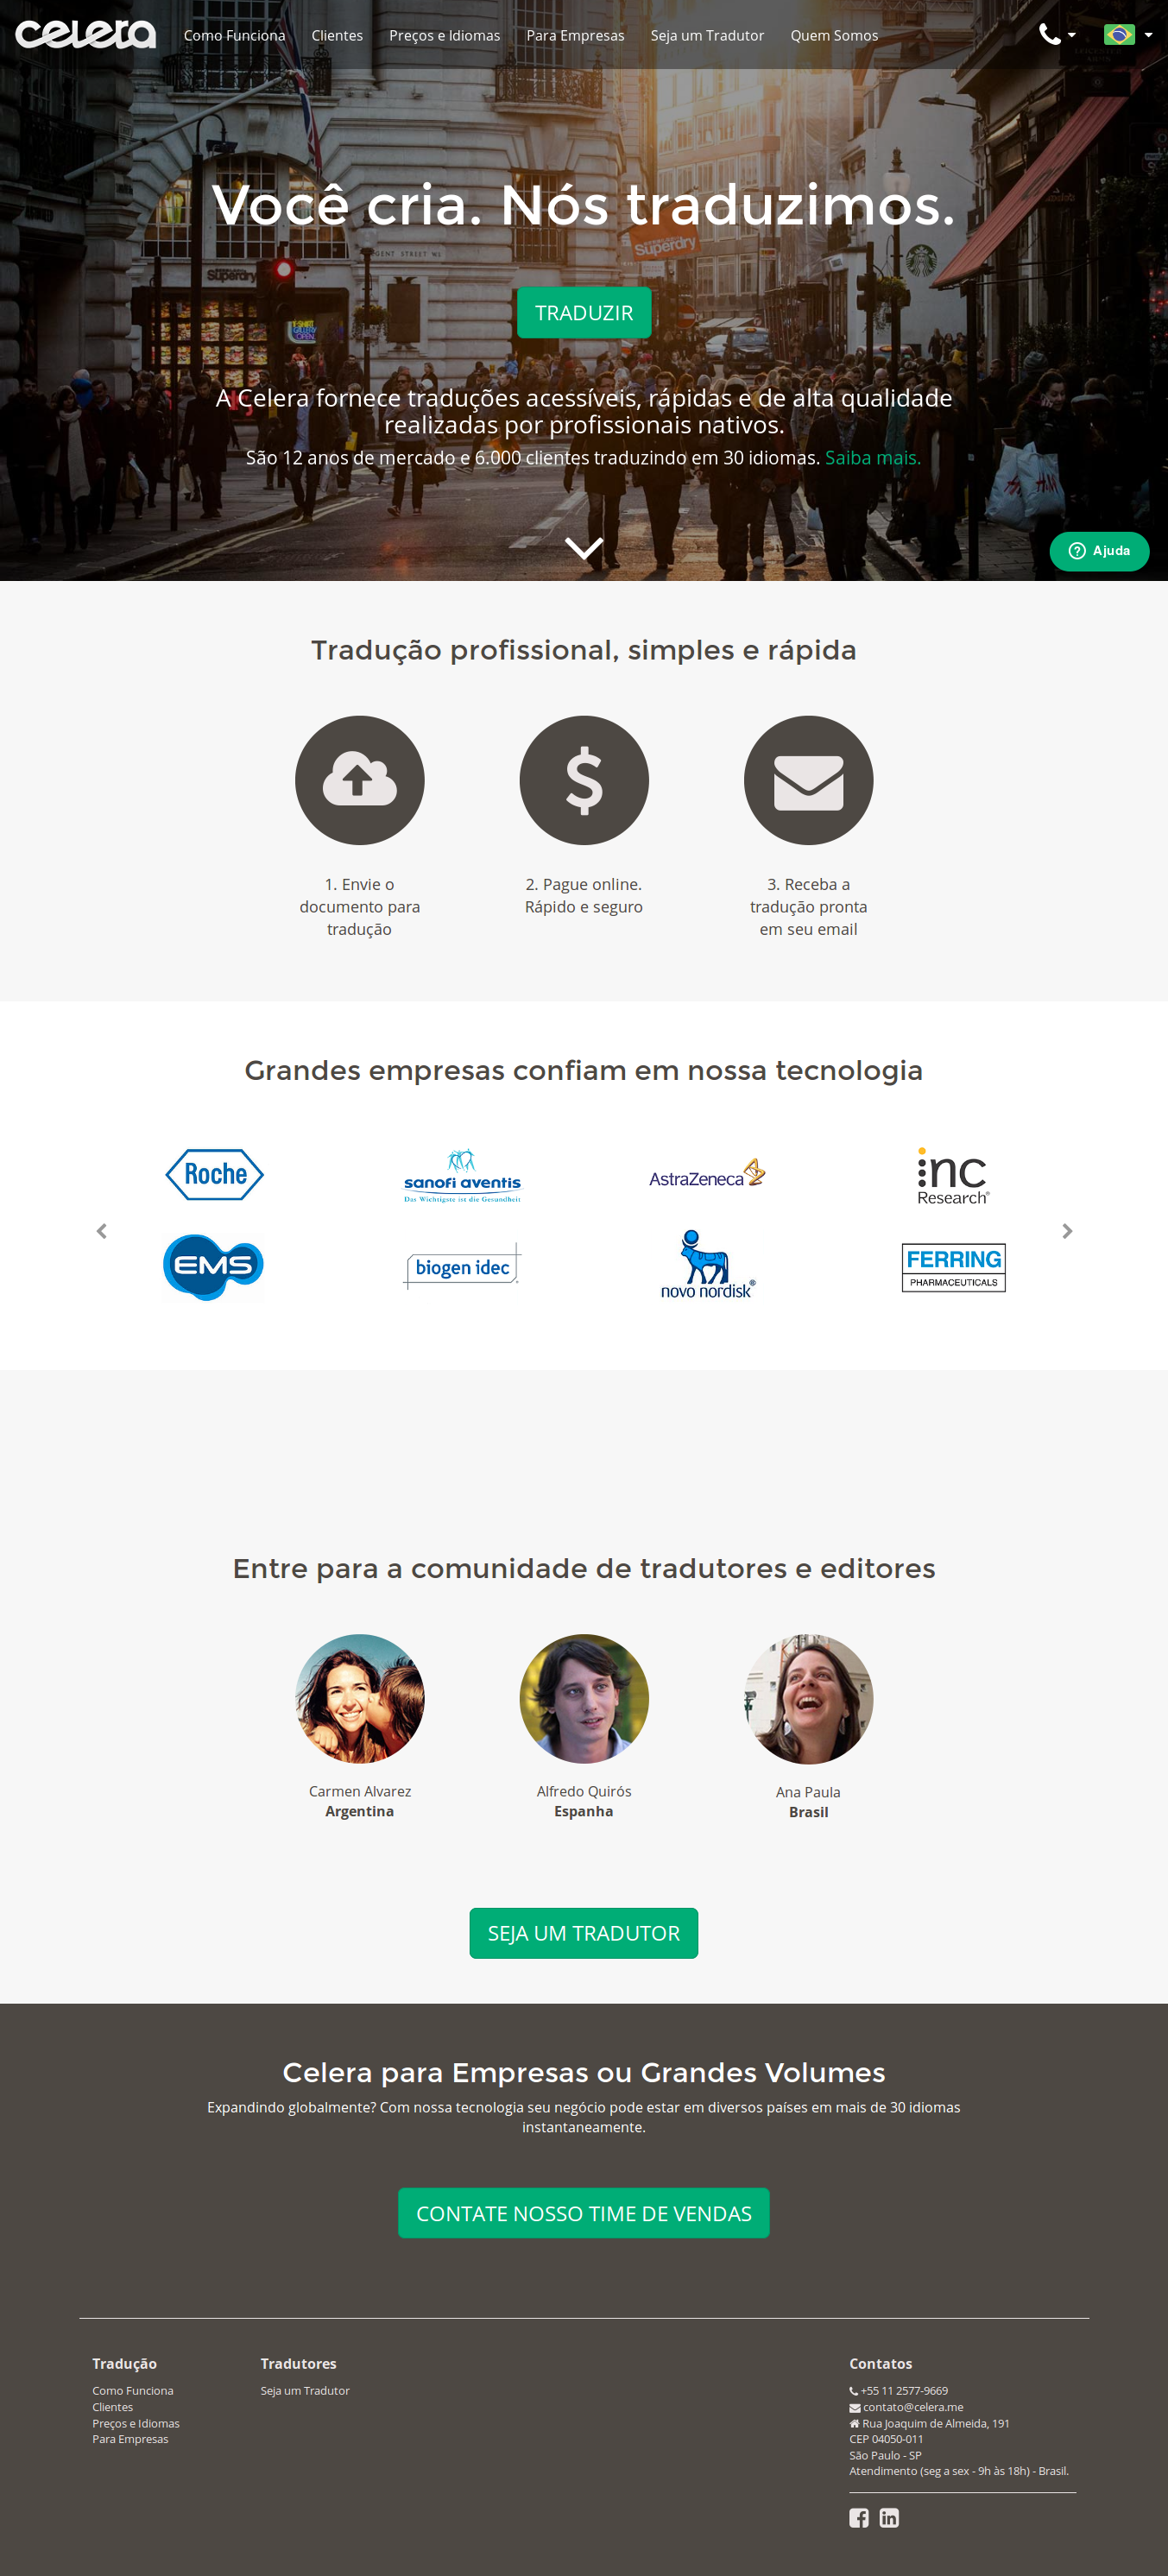 celera
Como Funciona
Clientes
Preços e Idiomas
Para Empresas
Seja um Tradutor
Quem Somos
Você cria. Nós traduzimos.
GENT STREET W1
Superdry
Superdry
TRADUZIR
A Celera fornece traduções acessíveis, rápidas e de alta qualidade
realizadas por profissionais nativos.
São 12 anos de mercado e 6.000 clientes traduzindo em 30 idiomas. Saiba mais.
H&M
Ajuda
Tradução profissional, simples e rápida
1. Envie o
documento para
tradução
2. Pague online.
Rápido e seguro
3. Receba a
tradução pronta
em seu email
Grandes empresas confiam em nossa tecnologia
Roche
sanofi aventis
Das Wichtigste ist die Gesundheit
AstraZeneca
inc
Research®
EMS
biogen idec
novo nordisk®
FERRING
PHARMACEUTICALS
Entre para a comunidade de tradutores e editores
Carmen Alvarez
Argentina
Alfredo Quirós
Espanha
Ana Paula
Brasil
SEJA UM TRADUTOR
Celera para Empresas ou Grandes Volumes
Expandindo globalmente? Com nossa tecnologia seu negócio pode estar em diversos países em mais de 30 idiomas
instantaneamente.
CONTATE NOSSO TIME DE VENDAS
Tradução
Como Funciona
Clientes
Preços e Idiomas
Para Empresas
Tradutores
Seja um Tradutor
Contatos
+55 11 2577-9669
contato@celera.me
Rua Joaquim de Almeida, 191
CEP 04050-011
São Paulo - SP
Atendimento (seg a sex - 9h às 18h) - Brasil.